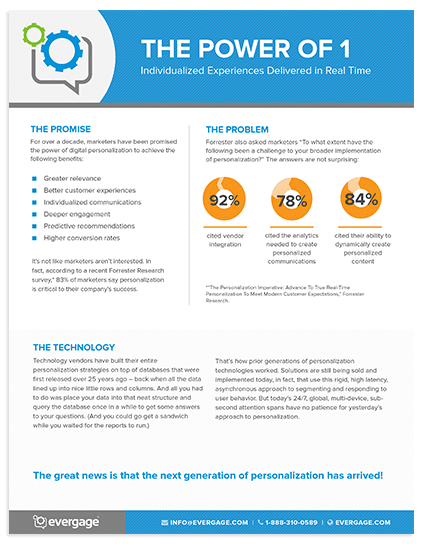 THE POWER OF 1
Individualized Experiences Delivered in Real Time
THE PROMISE
For over a decade, marketers have been promised
the power of digital personalization to achieve the
following benefits:
Greater relevance
Better customer experiences
Individualized communications
Deeper engagement
Predictive recommendations
Higher conversion rates
It's not like marketers aren't interested. In
fact, according to a recent Forrester Research
survey,* 83% of marketers say personalization
is critical to their company's success.
THE PROBLEM
Forrester also asked marketers "To what extent have the
following been a challenge to your broader implementation
of personalization?" The answers are not surprising:
92%
78%
84%
cited vendor
integration
cited the analytics
needed to create
personalized
communications
cited their ability to
dynamically create
personalized
content
*"The Personalization Imperative: Advance To True Real-Time
Personalization To Meet Modern Customer Expectations," Forrester
Research.
THE TECHNOLOGY
Technology vendors have built their entire
personalization strategies on top of databases that were
first released over 25 years ago – back when all the data
lined up into nice little rows and columns. And all you had
to do was place your data into that neat structure and
query the database once in a while to get some answers
to your questions. (And you could go get a sandwich
while you waited for the reports to run.)
That's how prior generations of personalization
technologies worked. Solutions are still being sold and
implemented today, in fact, that use this rigid, high latency,
asynchronous approach to segmenting and responding to
user behavior. But today's 24/7, global, multi-device, sub-
second attention spans have no patience for yesterday's
approach to personalization.
The great news is that the next generation of personalization has arrived!
evergage
INFO@EVERGAGE.COM | 1-888-310-0589 | EVERGAGE.COM